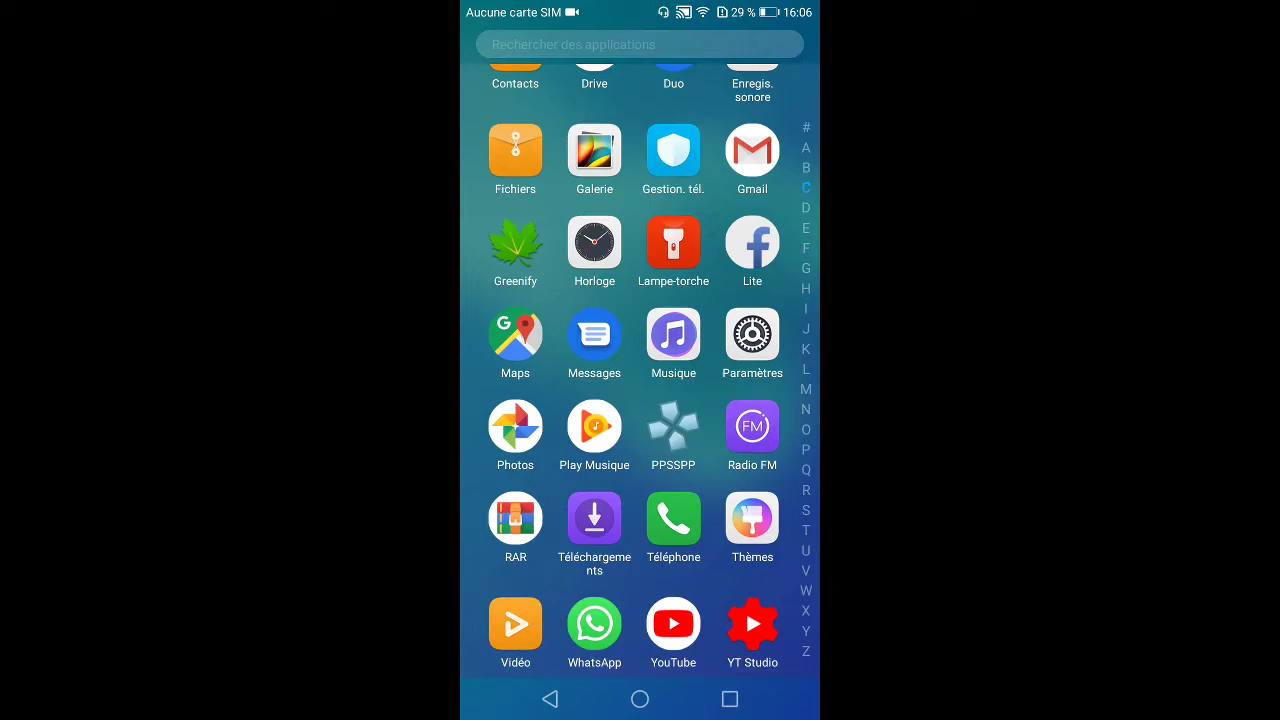 Aucune carte SIM 29 % 16:06
Rechercher des applications
Contacts Drive Duo Enregis.
sonore
#
A
B
Fichiers Galerie Gestion. tél. Gmail
C
D
E
F
G
Greenify Horloge Lampe-torche Lite
H
I
J
K
G
Maps Messages Musique Paramètres
L
M
N
FM
O
P
Photos Play Musique PPSSPP Radio FM
Q
R
S
T
RAR Téléchargeme
nts Téléphone Thèmes
U
V
W
X
Y
Z
Vidéo WhatsApp YouTube YT Studio